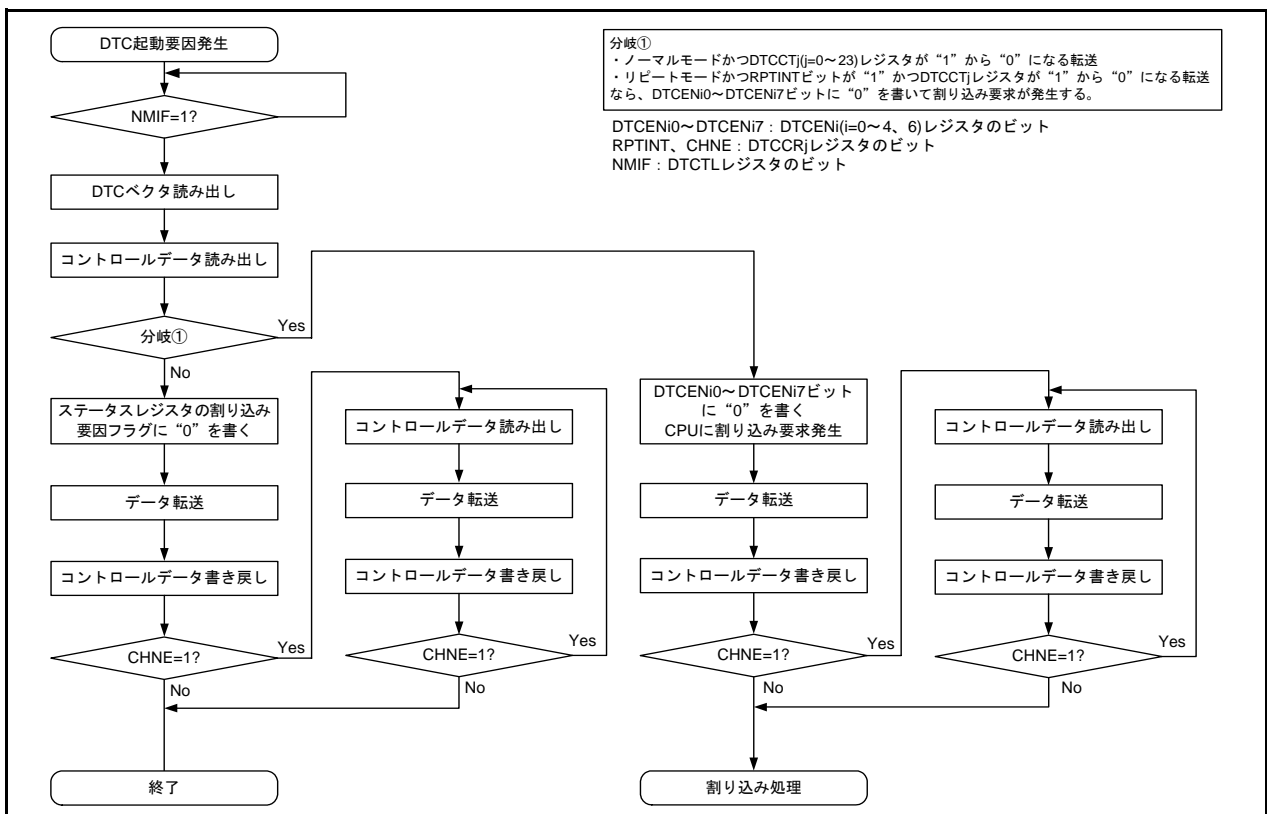 DTC起動要因発生
NMIF=1?
DTCベクタ読み出し
コントロールデータ読み出し
分岐①
Yes
No
ステータスレジスタの割り込み
要因フラグに“0”を書く
データ転送
コントロールデータ書き戻し
CHNE=1?
Yes
No
終了
コントロールデータ読み出し
データ転送
コントロールデータ書き戻し
CHNE=1?
Yes
No
分岐①
・ノーマルモードかつDTCCTj(j=0～23)レジスタが“1”から“0”になる転送
・リピートモードかつRPTINTビットが“1”かつDTCCTjレジスタが“1”から“0”になる転送
なら、DTCENi0～DTCENi7ビットに“0”を書いて割り込み要求が発生する。
DTCENi0～DTCENi7：DTCENi(i=0～4、6)レジスタのビット
RPTINT、CHNE：DTCCRjレジスタのビット
NMIF：DTCTLレジスタのビット
DTCENi0～DTCENi7ビット
に“0”を書く
CPUに割り込み要求発生
データ転送
コントロールデータ書き戻し
CHNE=1?
Yes
No
割り込み処理
コントロールデータ読み出し
データ転送
コントロールデータ書き戻し
CHNE=1?
Yes
No